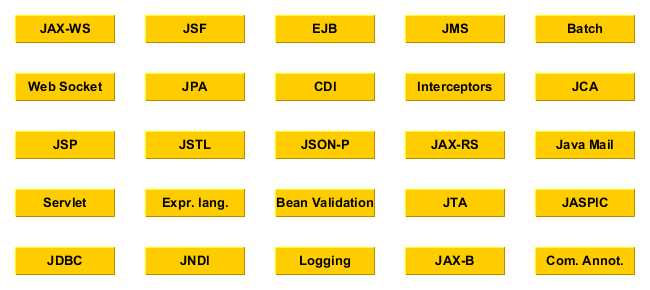 JAX-WS
JSF
EJB
JMS
Batch
Web Socket
JPA
CDI
Interceptors
JCA
JSP
JSTL
JSON-P
JAX-RS
Java Mail
Servlet
Expr. lang.
Bean Validation
JTA
JASPIC
JDBC
JNDI
Logging
JAX-B
Com. Annot.